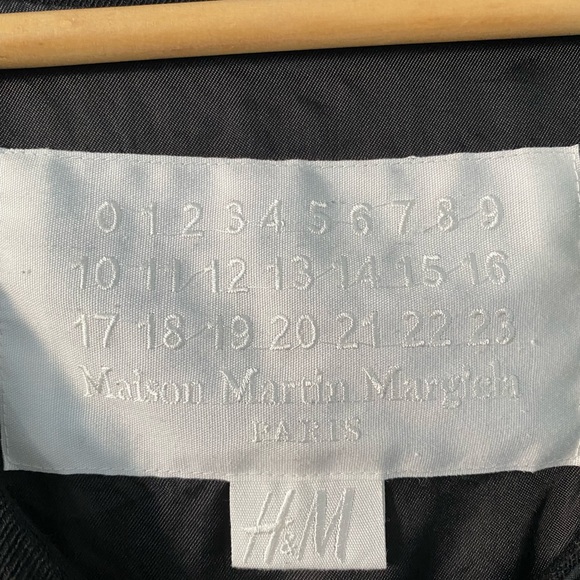 0 1 2 3 4 5 6 7 8 9
10 11 12 13 14 15 16
17 18 19 20 21 22 23
Maison Martin Margiela
PARIS
H&M